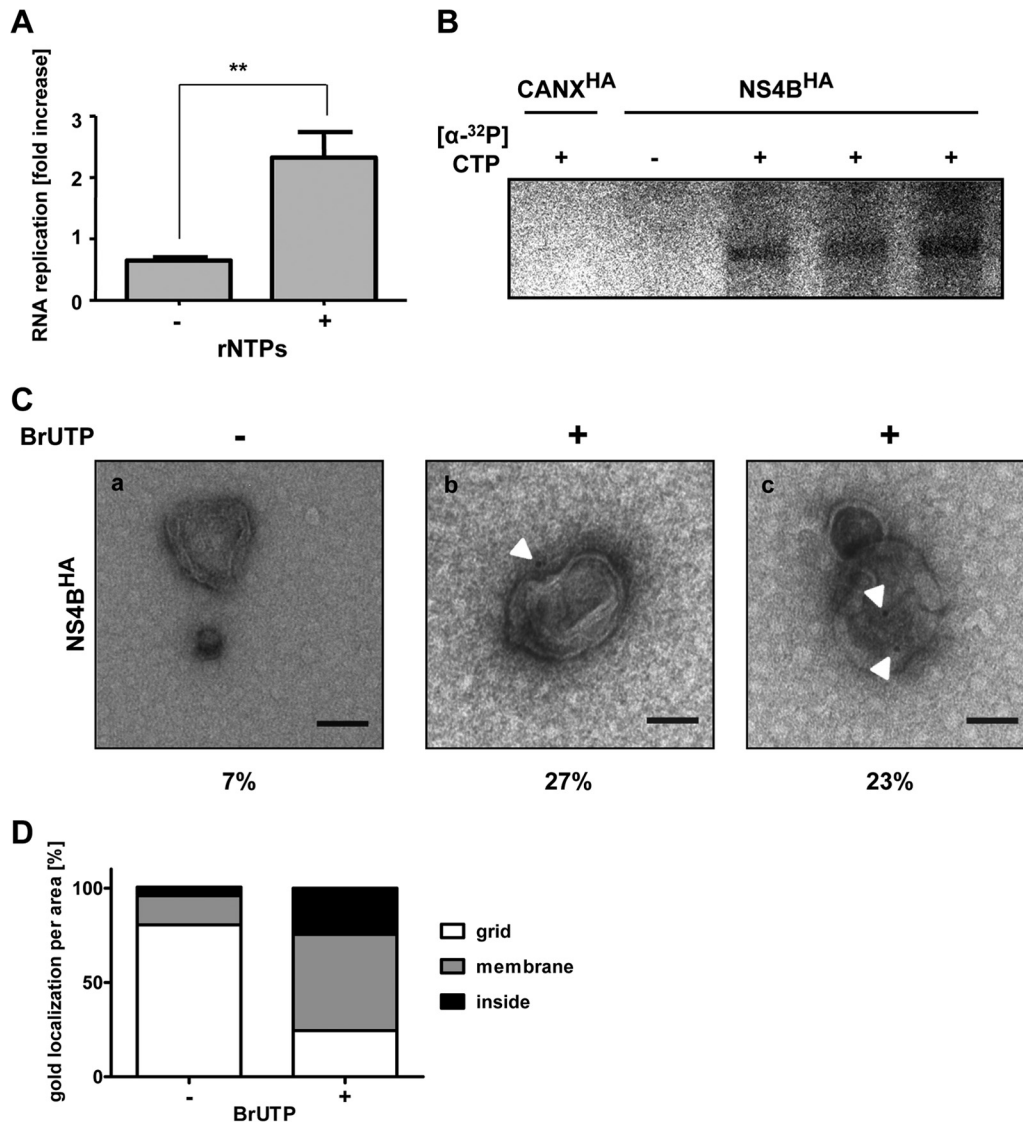 A
**
RNA replication [fold increase]
3
2
1
0
- +
rNTPs
B
CANX^HA NS4B^HA
[α-³²P]
CTP + - + + +
C
BrUTP - + +
NS4B^HA
a b c
7% 27% 23%
D
gold localization per area [%]
100
50
0
- +
BrUTP
grid
membrane
inside